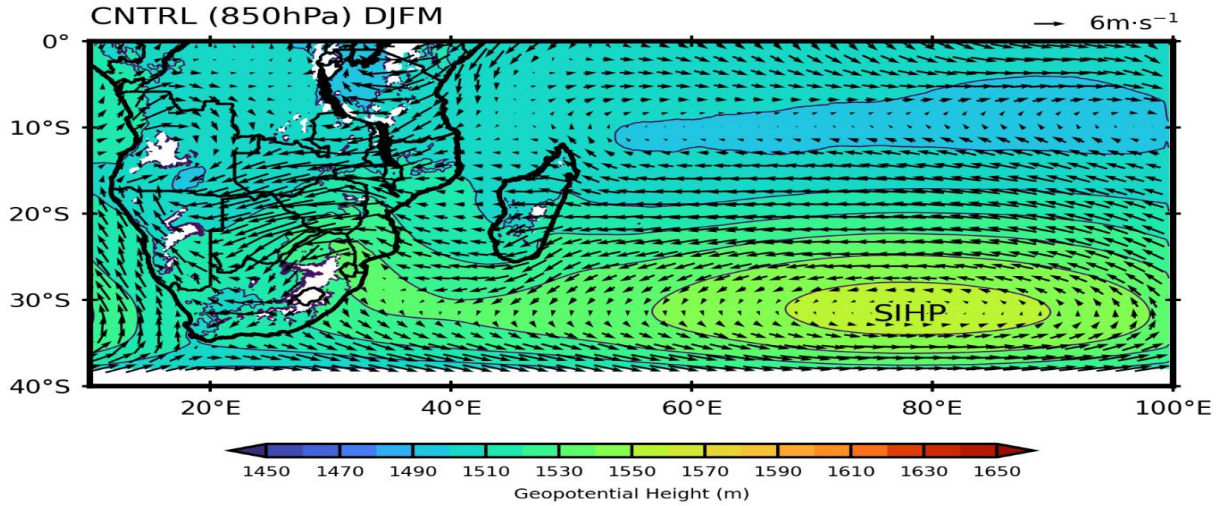 CNTRL (850hPa) DJFM
6m·s⁻¹
0°
10°S
20°S
30°S
40°S
SIHP
20°E 40°E 60°E 80°E 100°E
1450 1470 1490 1510 1530 1550 1570 1590 1610 1630 1650
Geopotential Height (m)